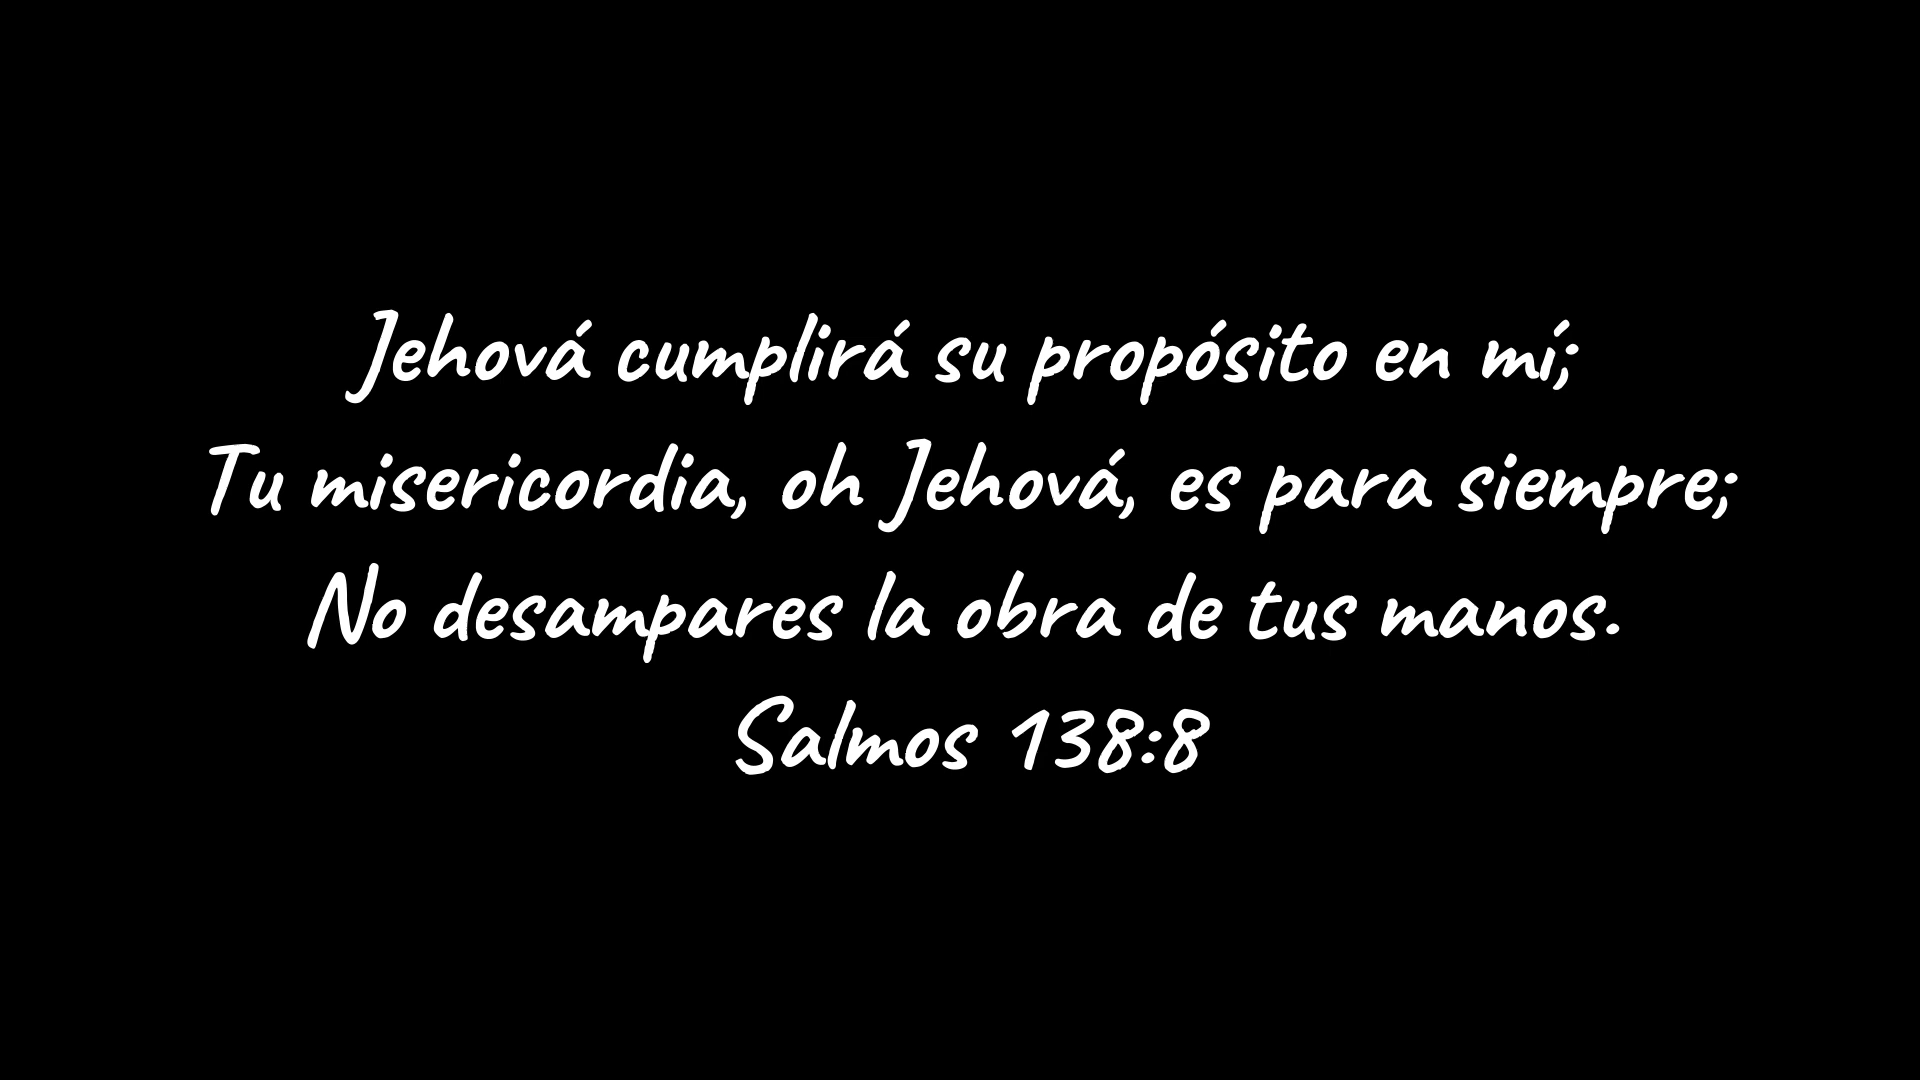 Jehová cumplirá su propósito en mí;
Tu misericordia, oh Jehová, es para siempre;
No desampares la obra de tus manos.
Salmos 138:8